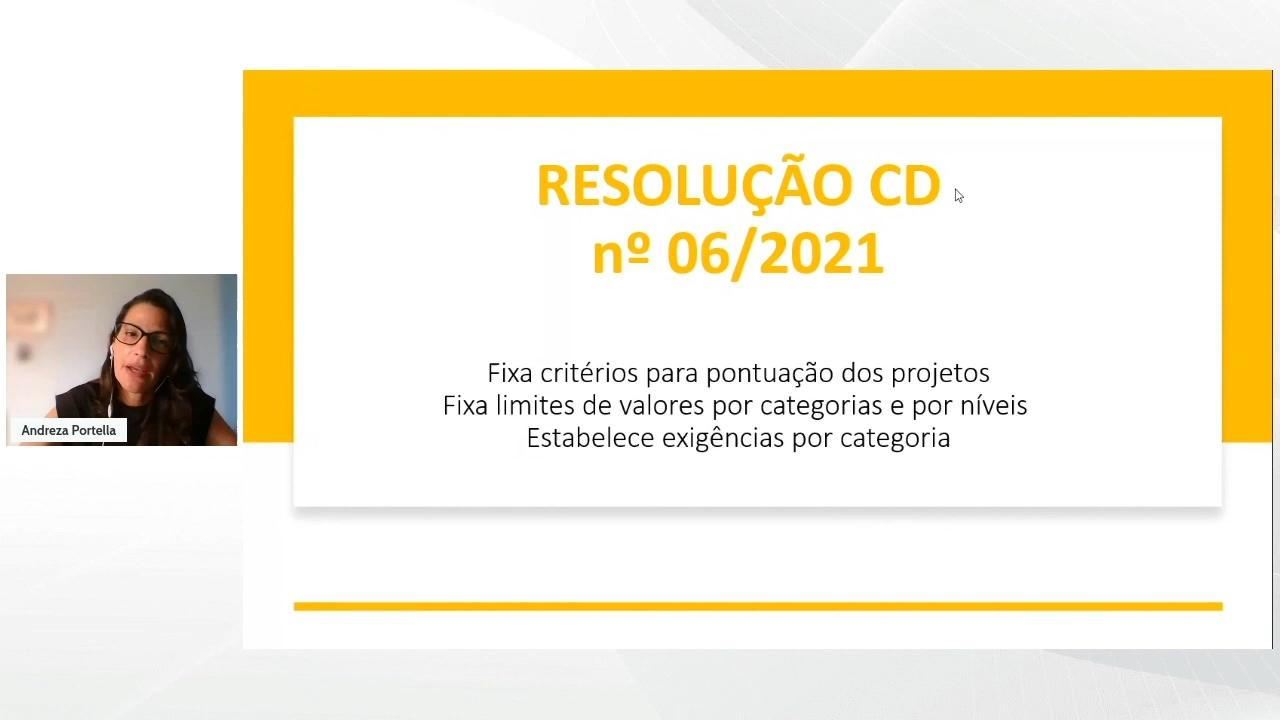 RESOLUÇÃO CD
nº 06/2021
Fixa critérios para pontuação dos projetos
Fixa limites de valores por categorias e por níveis
Estabelece exigências por categoria
Andreza Portella